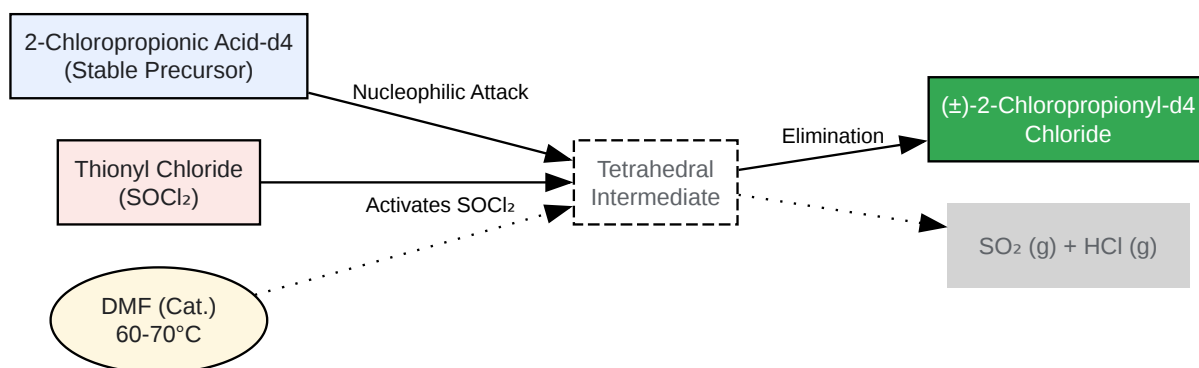 2-Chloropropionic Acid-d4
(Stable Precursor)
Nucleophilic Attack
Thionyl Chloride
(SOCl₂)
Activates SOCl₂
DMF (Cat.)
60-70°C
Tetrahedral
Intermediate
Elimination
(±)-2-Chloropropionyl-d4
Chloride
SO₂ (g) + HCl (g)